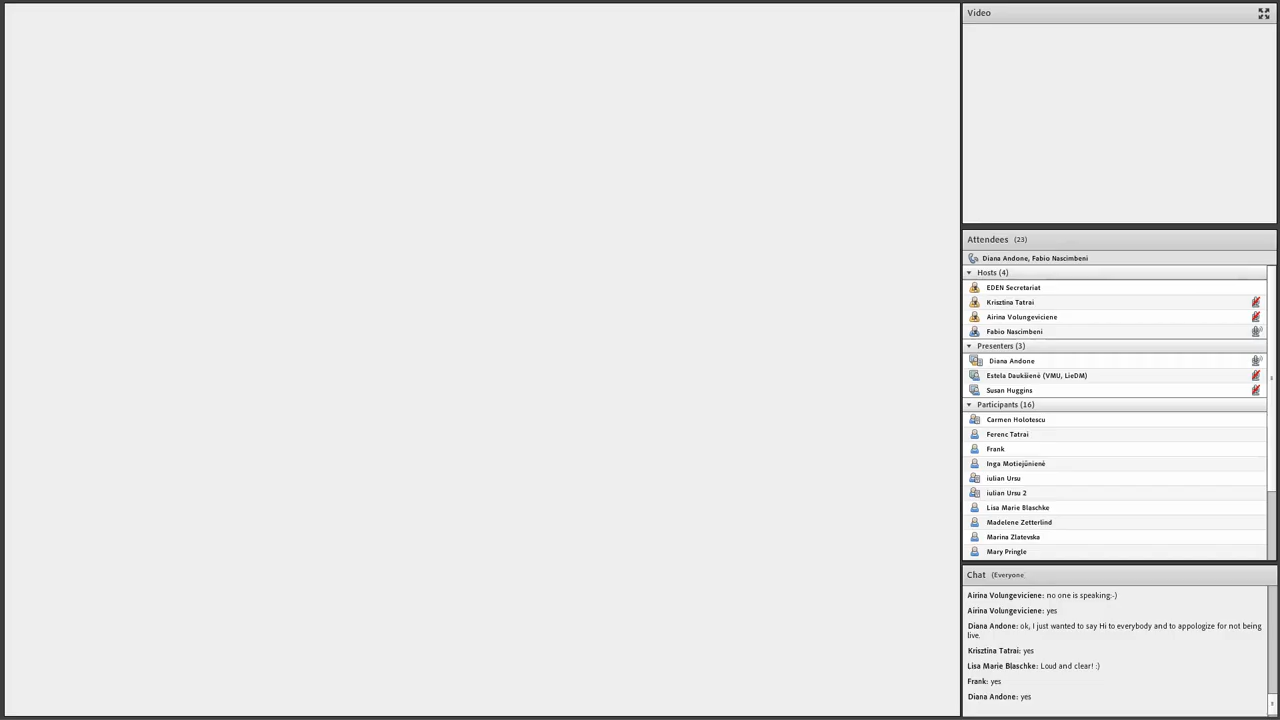 Video
Attendees (23)
Diana Andone, Fabio Nascimbeni
Hosts (4)
EDEN Secretariat
Krisztina Tatrai
Airina Volungeviciene
Fabio Nascimbeni
Presenters (3)
Diana Andone
Estela Daukšienė (VMU, LieDM)
Susan Huggins
Participants (16)
Carmen Holotescu
Ferenc Tatrai
Frank
Inga Motiejūnienė
iulian Ursu
iulian Ursu 2
Lisa Marie Blaschke
Madelene Zetterlind
Marina Zlatevska
Mary Pringle
Chat (Everyone
Airina Volungeviciene: no one is speaking:-)
Airina Volungeviciene: yes
Diana Andone: ok, I just wanted to say Hi to everybody and to appologize for not being
live.
Krisztina Tatrai: yes
Lisa Marie Blaschke: Loud and clear! :)
Frank: yes
Diana Andone: yes